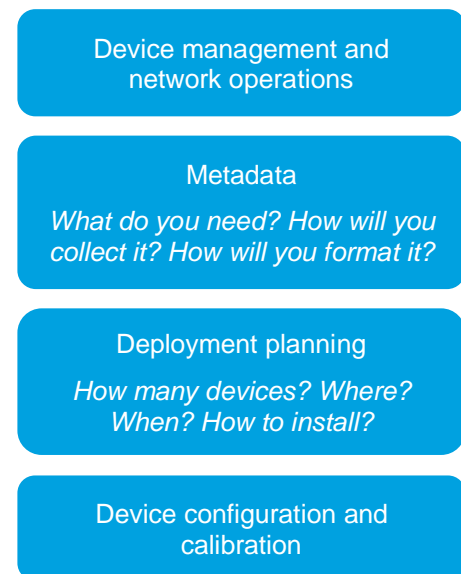 Device management and
network operations
Metadata
What do you need? How will you
collect it? How will you format it?
Deployment planning
How many devices? Where?
When? How to install?
Device configuration and
calibration